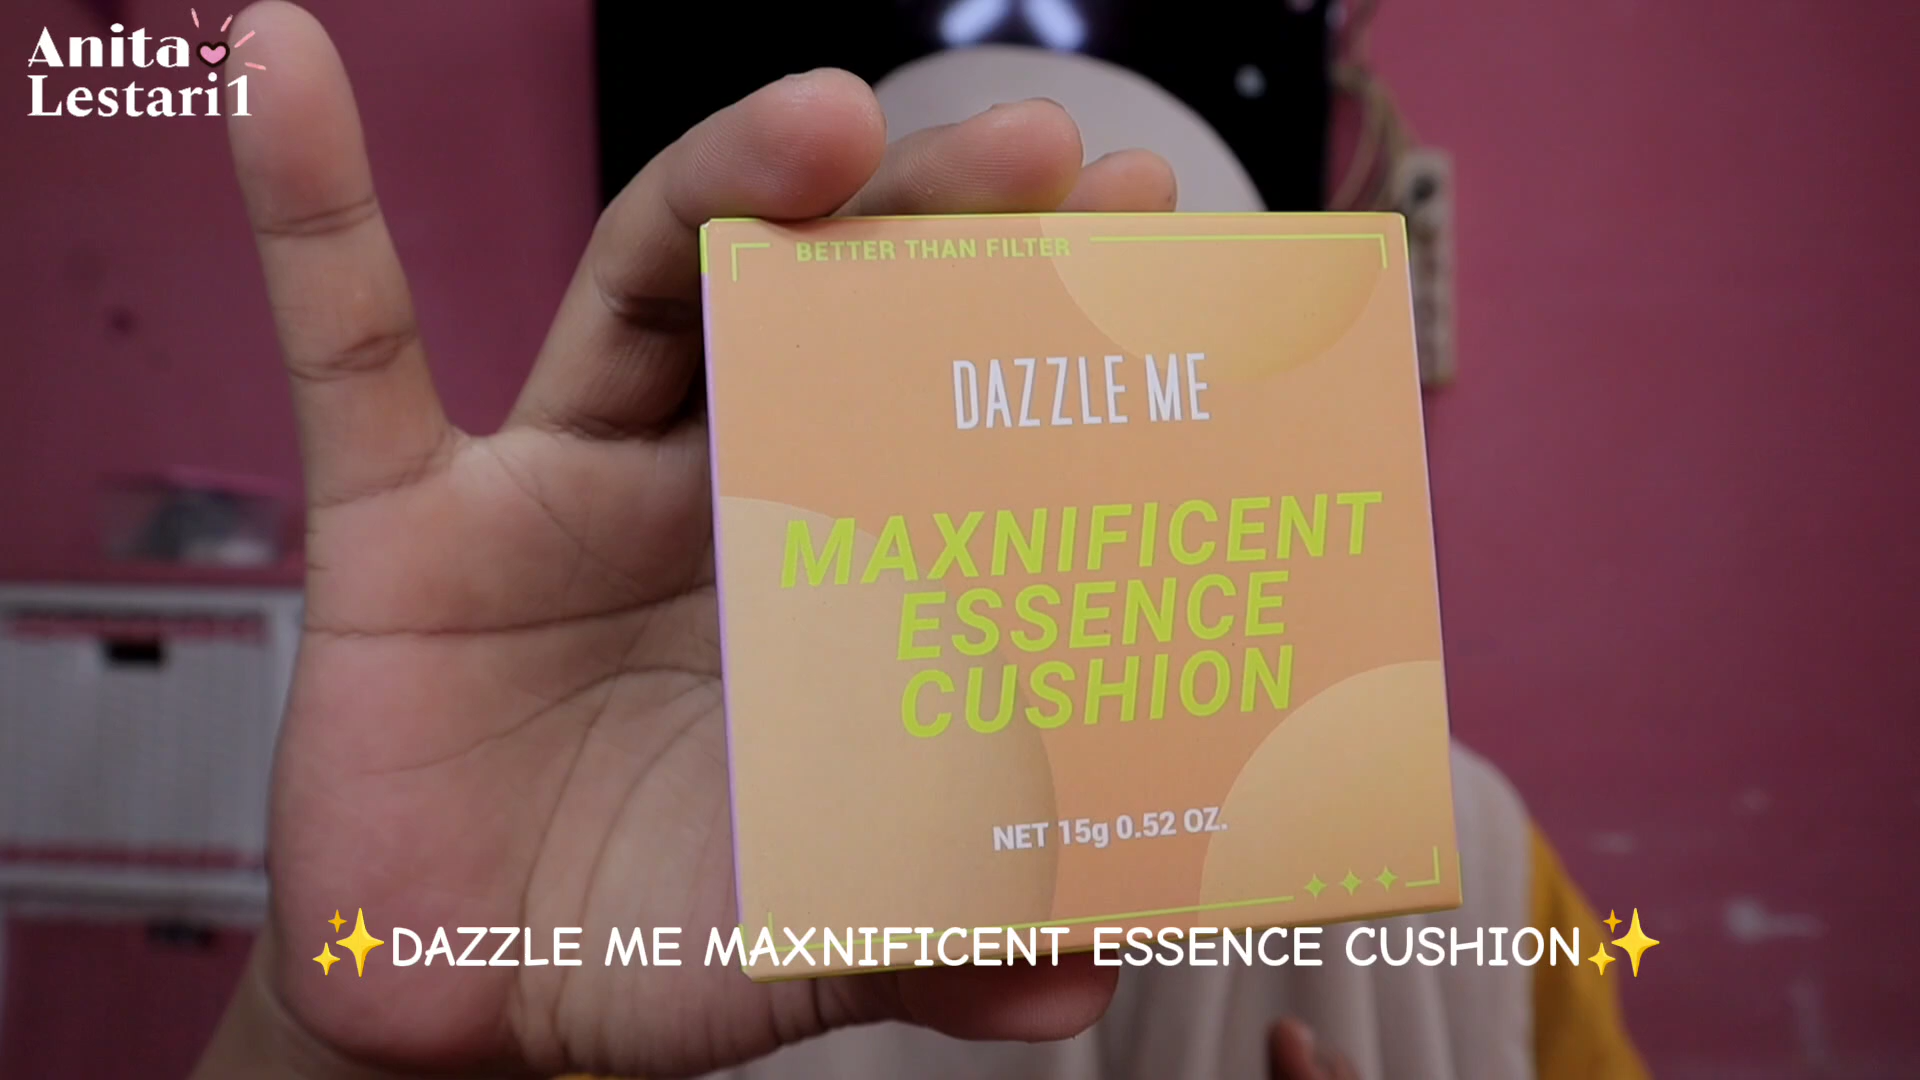 Anita
Lestari1
BETTER THAN FILTER
DAZZLE ME
MAXNIFICENT
ESSENCE
CUSHION
NET 15g 0.52 OZ.
✨DAZZLE ME MAXNIFICENT ESSENCE CUSHION✨